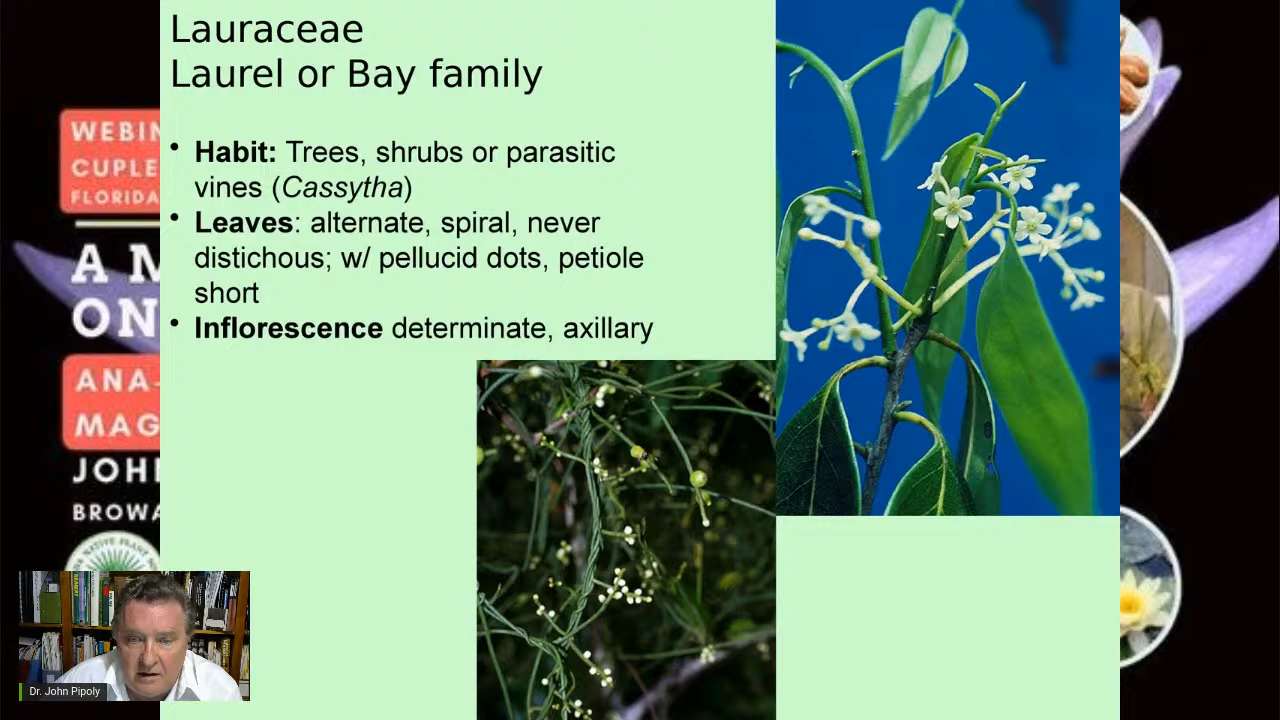 Lauraceae
Laurel or Bay family
• Habit: Trees, shrubs or parasitic
vines (Cassytha)
• Leaves: alternate, spiral, never
distichous; w/ pellucid dots, petiole
short
• Inflorescence determinate, axillary
WEBIN
CUPLE
FLORIDA
A M
ON
ANA-
MAG
JOH
BROWA
Dr. John Pipoly